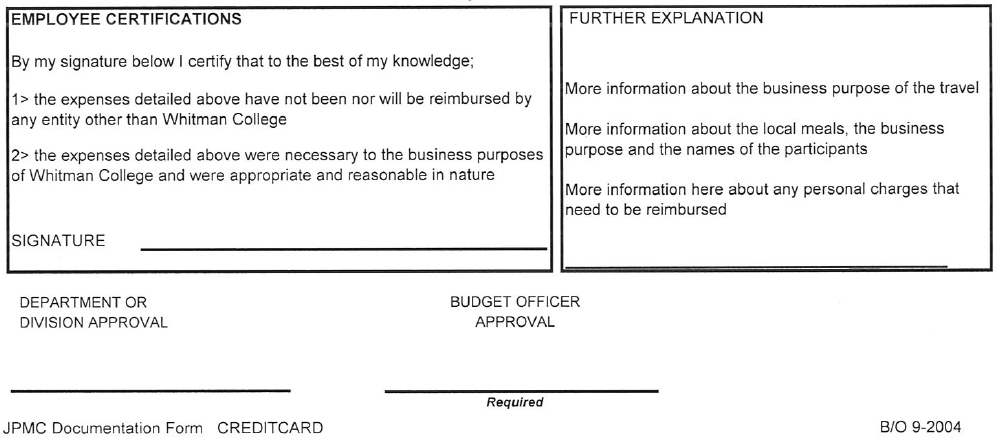 EMPLOYEE CERTIFICATIONS
By my signature below I certify that to the best of my knowledge;
1> the expenses detailed above have not been nor will be reimbursed by
any entity other than Whitman College
2> the expenses detailed above were necessary to the business purposes
of Whitman College and were appropriate and reasonable in nature
SIGNATURE
FURTHER EXPLANATION
More information about the business purpose of the travel
More information about the local meals, the business
purpose and the names of the participants
More information here about any personal charges that
need to be reimbursed
DEPARTMENT OR
DIVISION APPROVAL
BUDGET OFFICER
APPROVAL
Required
JPMC Documentation Form CREDITCARD
B/O 9-2004